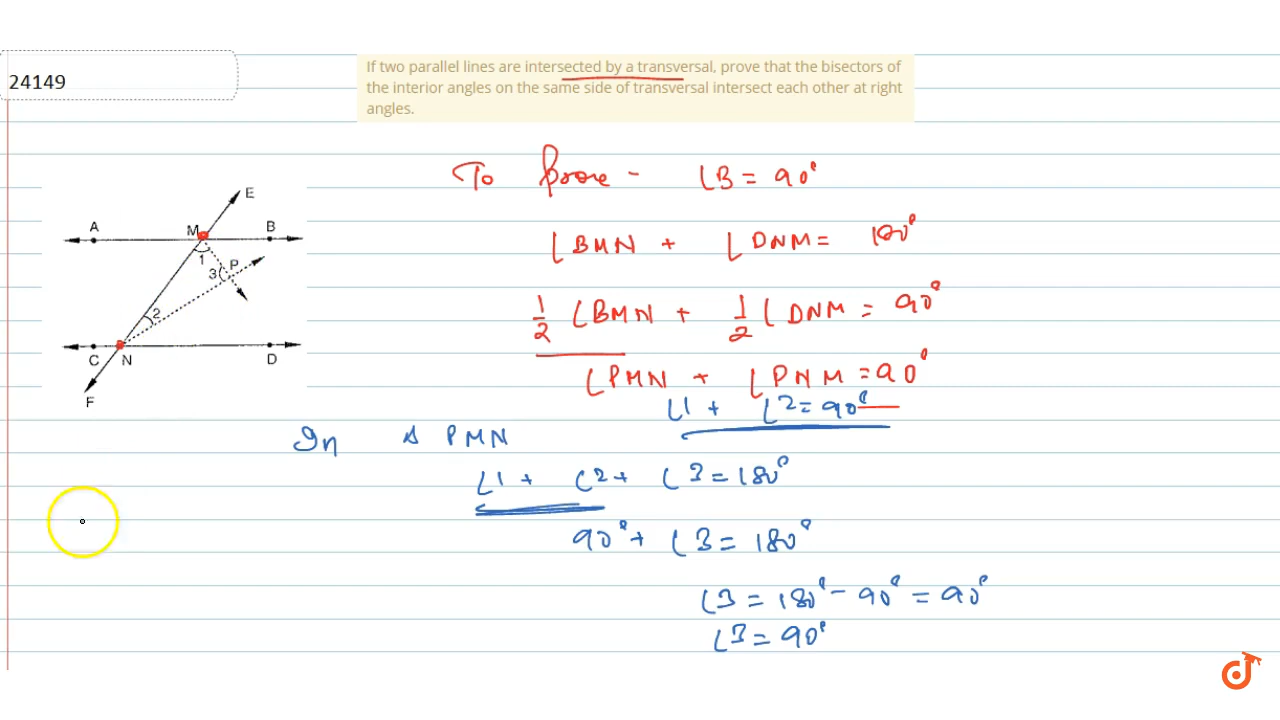 24149
If two parallel lines are intersected by a transversal, prove that the bisectors of
the interior angles on the same side of transversal intersect each other at right
angles.
To Prove - ∠3 = 90°
∠BMN + ∠DNM = 180°
1/2 ∠BMN + 1/2 ∠DNM = 90°
∠PMN + ∠PNM = 90°
∠1 + ∠2 = 90°
In Δ PMN
∠1 + ∠2 + ∠3 = 180°
90° + ∠3 = 180°
∠3 = 180° - 90° = 90°
∠3 = 90°
E
A M B
1 P
3
2
C N D
F